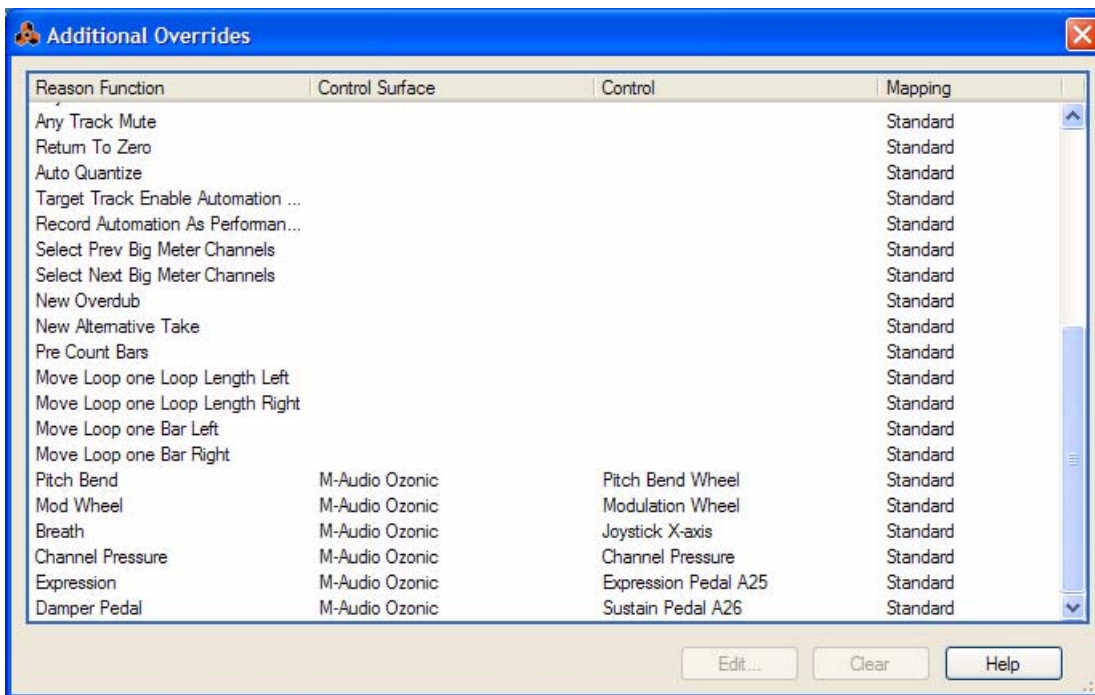 Additional Overrides
Reason Function Control Surface Control Mapping
Any Track Mute Standard
Return To Zero Standard
Auto Quantize Standard
Target Track Enable Automation ... Standard
Record Automation As Performan... Standard
Select Prev Big Meter Channels Standard
Select Next Big Meter Channels Standard
New Overdub Standard
New Alternative Take Standard
Pre Count Bars Standard
Move Loop one Loop Length Left Standard
Move Loop one Loop Length Right Standard
Move Loop one Bar Left Standard
Move Loop one Bar Right Standard
Pitch Bend M-Audio Ozonic Pitch Bend Wheel Standard
Mod Wheel M-Audio Ozonic Modulation Wheel Standard
Breath M-Audio Ozonic Joystick X-axis Standard
Channel Pressure M-Audio Ozonic Channel Pressure Standard
Expression M-Audio Ozonic Expression Pedal A25 Standard
Damper Pedal M-Audio Ozonic Sustain Pedal A26 Standard
Edit... Clear Help